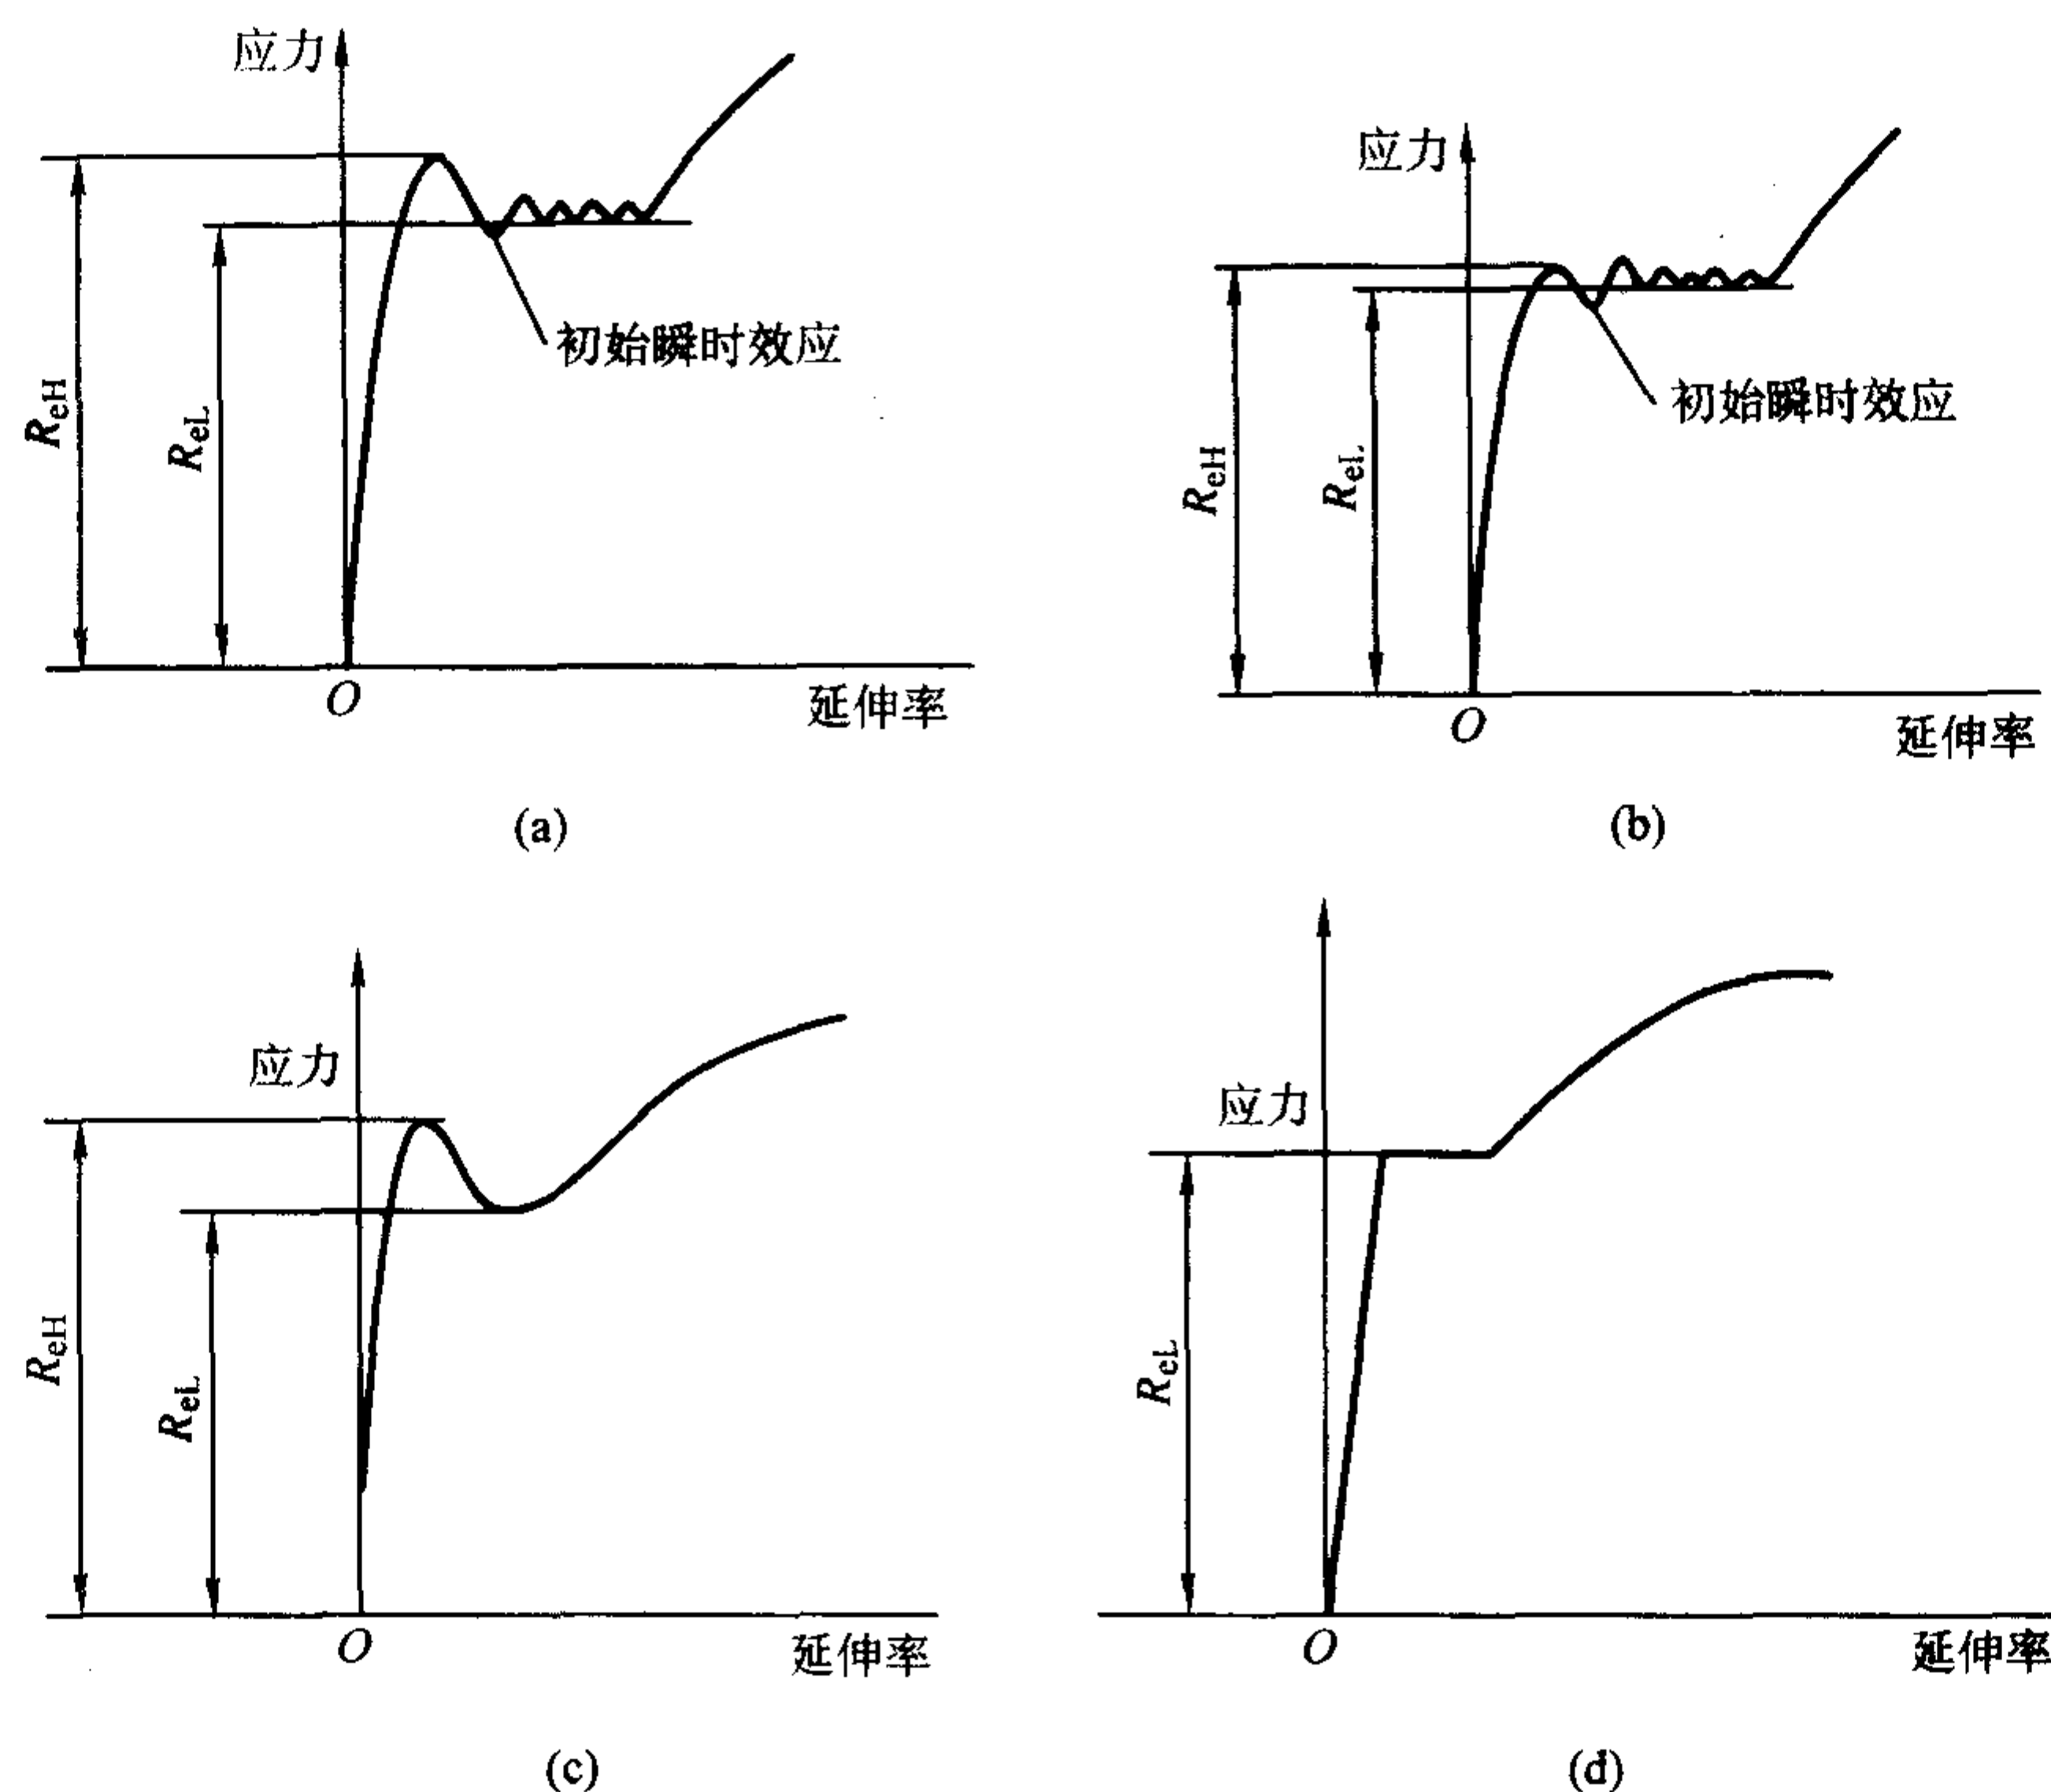 应力
R_eH
R_eL
初始瞬时效应
O
延伸率
(a)
应力
R_eH
R_eL
初始瞬时效应
O
延伸率
(b)
应力
R_eH
R_eL
O
延伸率
(c)
应力
R_eL
O
延伸率
(d)